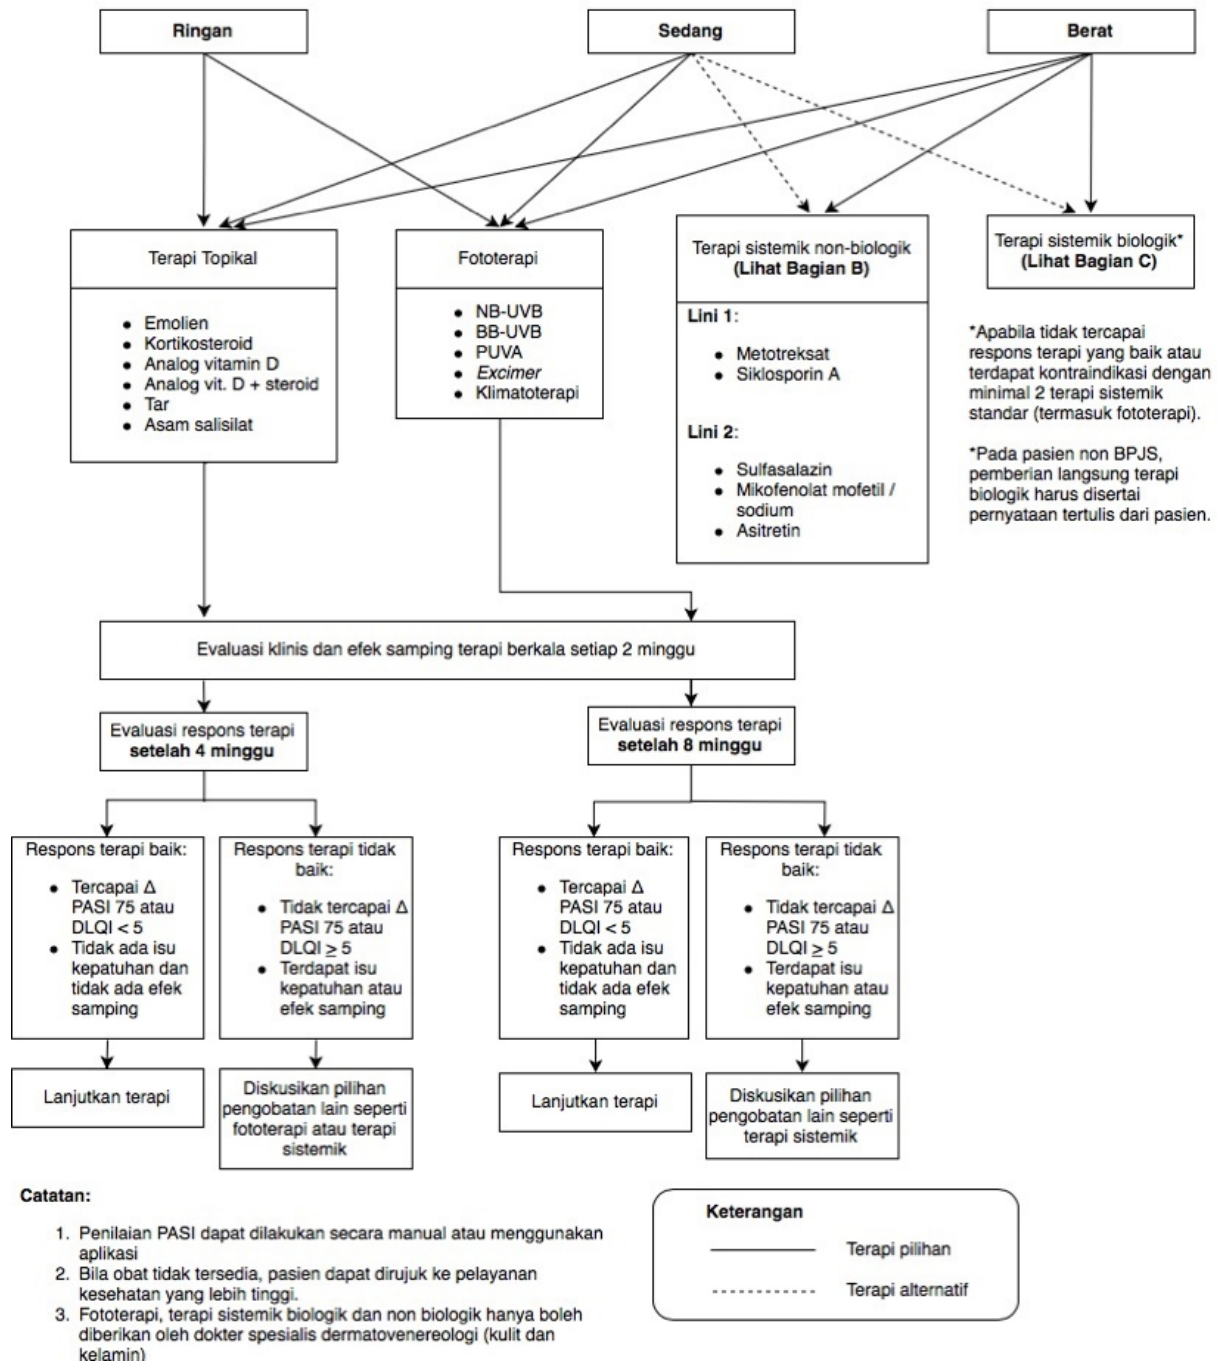 Ringan
Sedang
Berat
Terapi Topikal
• Emolien
• Kortikosteroid
• Analog vitamin D
• Analog vit. D + steroid
• Tar
• Asam salisilat
Fototerapi
• NB-UVB
• BB-UVB
• PUVA
• Excimer
• Klimatoterapi
Terapi sistemik non-biologik
(Lihat Bagian B)
Lini 1:
• Metotreksat
• Siklosporin A
Lini 2:
• Sulfasalazin
• Mikofenolat mofetil /
sodium
• Asitretin
Terapi sistemik biologik*
(Lihat Bagian C)
*Apabila tidak tercapai
respons terapi yang baik atau
terdapat kontraindikasi dengan
minimal 2 terapi sistemik
standar (termasuk fototerapi).
*Pada pasien non BPJS,
pemberian langsung terapi
biologik harus disertai
pernyataan tertulis dari pasien.
Evaluasi klinis dan efek samping terapi berkala setiap 2 minggu
Evaluasi respons terapi
setelah 4 minggu
Evaluasi respons terapi
setelah 8 minggu
Respons terapi baik:
• Tercapai Δ
PASI 75 atau
DLQI < 5
• Tidak ada isu
kepatuhan dan
tidak ada efek
samping
Respons terapi tidak
baik:
• Tidak tercapai Δ
PASI 75 atau
DLQI ≥ 5
• Terdapat isu
kepatuhan atau
efek samping
Respons terapi baik:
• Tercapai Δ
PASI 75 atau
DLQI < 5
• Tidak ada isu
kepatuhan dan
tidak ada efek
samping
Respons terapi tidak
baik:
• Tidak tercapai Δ
PASI 75 atau
DLQI ≥ 5
• Terdapat isu
kepatuhan atau
efek samping
Lanjutkan terapi
Diskusikan pilihan
pengobatan lain seperti
fototerapi atau terapi
sistemik
Lanjutkan terapi
Diskusikan pilihan
pengobatan lain seperti
terapi sistemik
Catatan:
1. Penilaian PASI dapat dilakukan secara manual atau menggunakan
aplikasi
2. Bila obat tidak tersedia, pasien dapat dirujuk ke pelayanan
kesehatan yang lebih tinggi.
3. Fototerapi, terapi sistemik biologik dan non biologik hanya boleh
diberikan oleh dokter spesialis dermatovenereologi (kulit dan
kelamin)
Keterangan
Terapi pilihan
Terapi alternatif